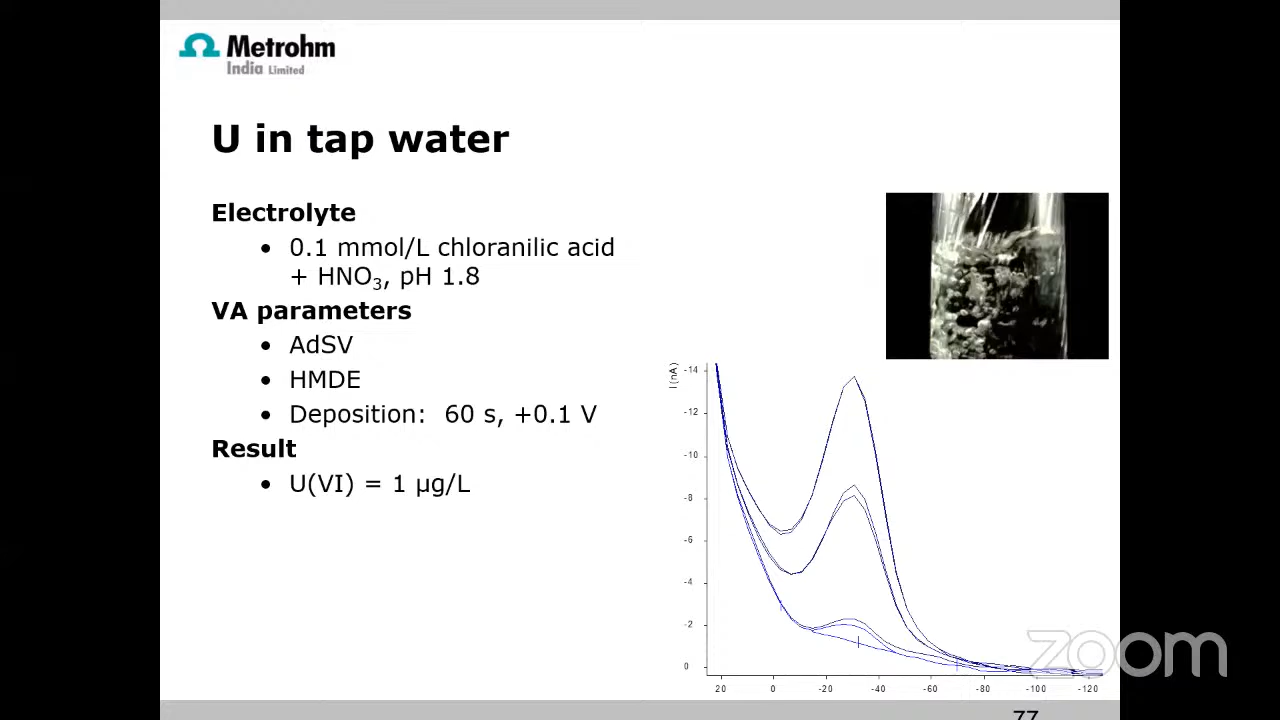 Metrohm
India Limited
U in tap water
Electrolyte
• 0.1 mmol/L chloranilic acid
+ HNO₃, pH 1.8
VA parameters
• AdSV
• HMDE
• Deposition: 60 s, +0.1 V
Result
• U(VI) = 1 µg/L
I (nA)
-14
-12
-10
-8
-6
-4
-2
0
20 0 -20 -40 -60 -80 -100 -120
zoom
77